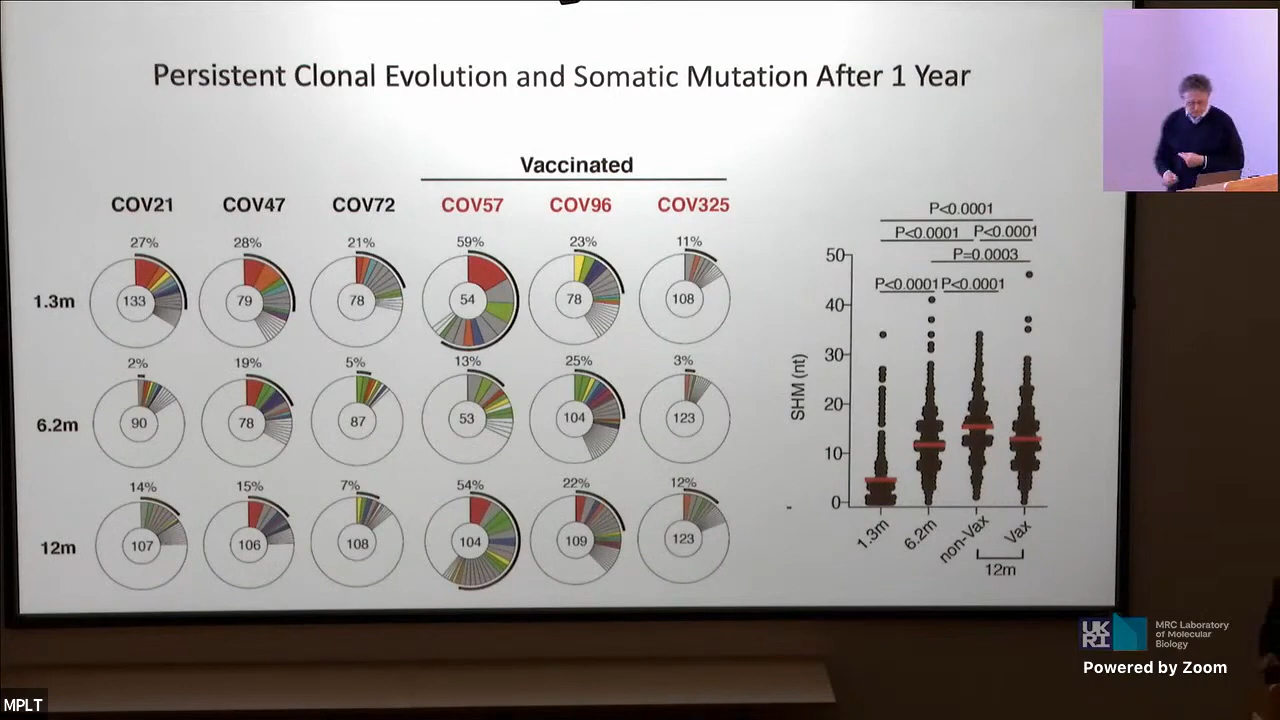 Persistent Clonal Evolution and Somatic Mutation After 1 Year
Vaccinated
COV21 COV47 COV72 COV57 COV96 COV325
27% 28% 21% 59% 23% 11%
1.3m 133 79 78 54 78 108
2% 19% 5% 13% 25% 3%
6.2m 90 78 87 53 104 123
14% 15% 7% 54% 22% 12%
12m 107 106 108 104 109 123
P<0.0001
P<0.0001 P<0.0001
P=0.0003
P<0.0001 P<0.0001
50
40
30
20
10
0
SHM (nt)
1.3m 6.2m non-Vax Vax
12m
UK
RI
MRC Laboratory
of Molecular
Biology
Powered by Zoom
MPLT